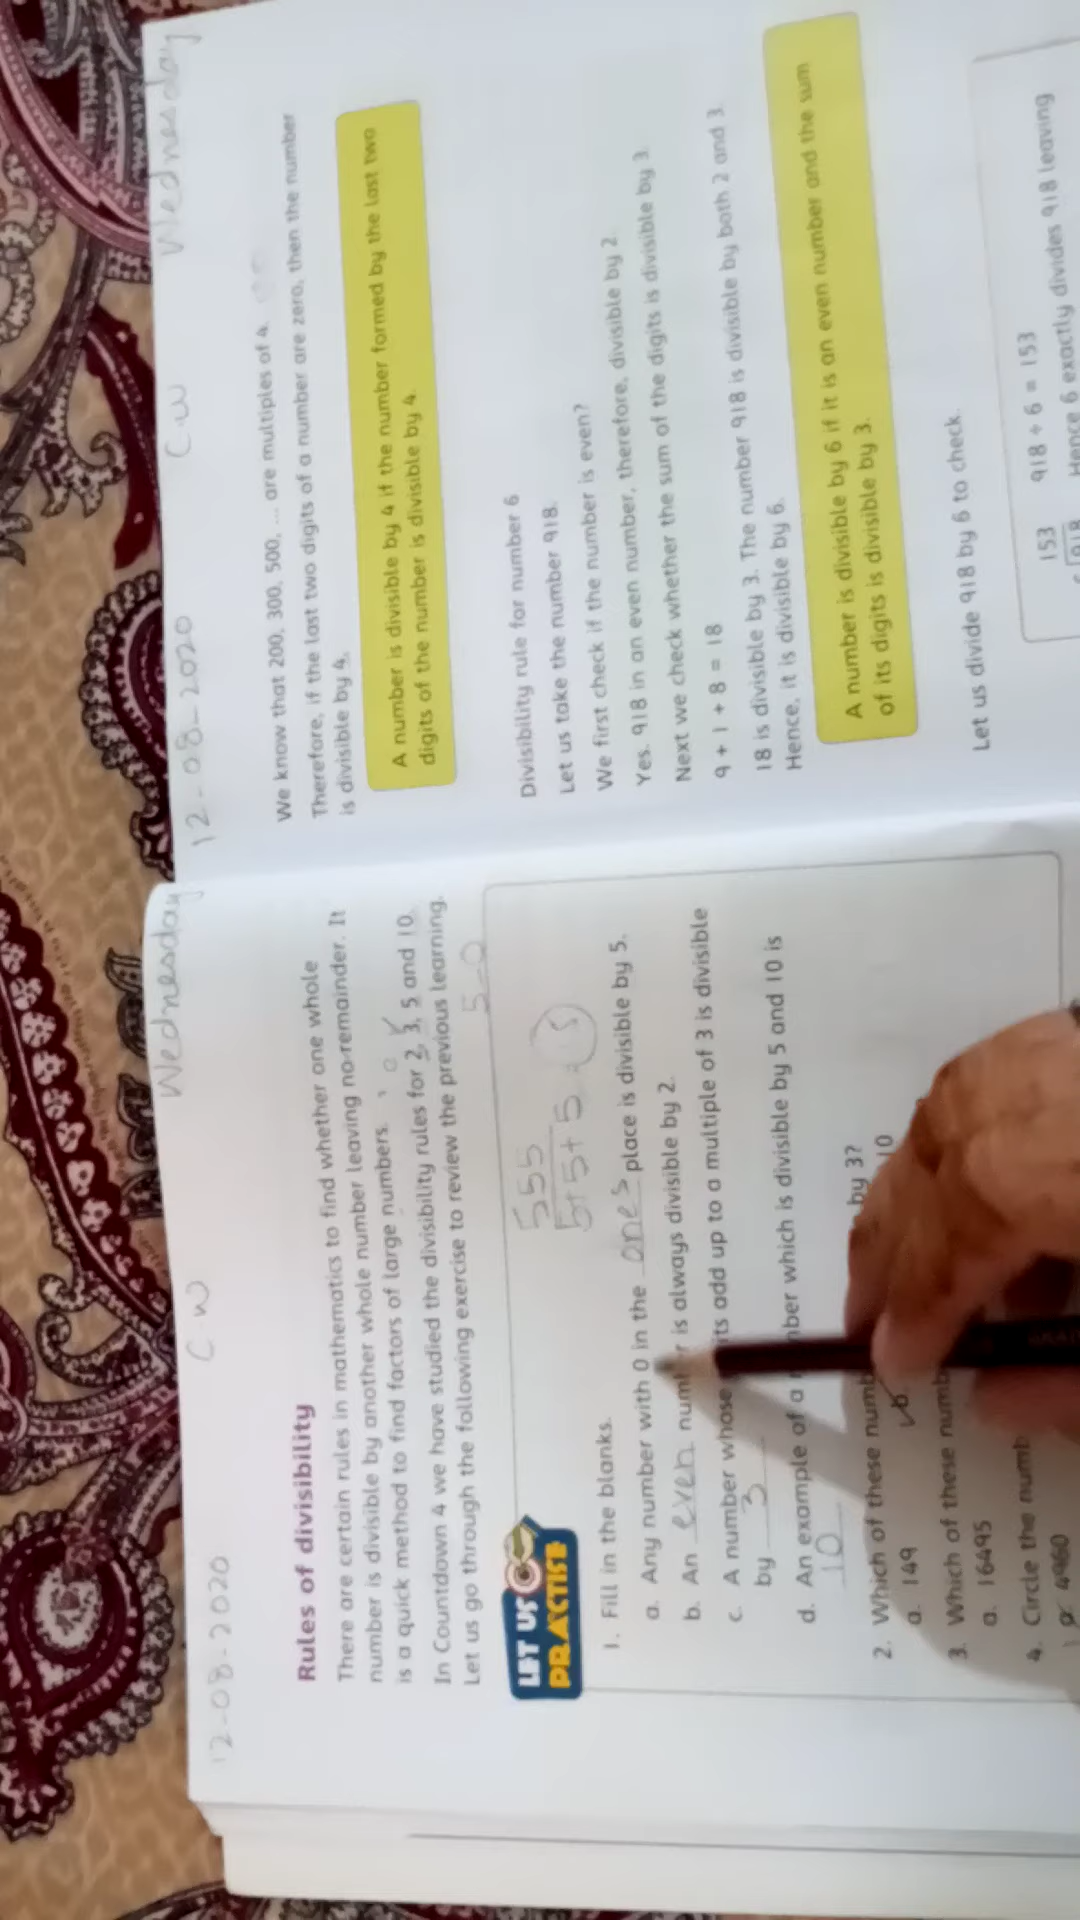 12-08-2020 CW Wednesday
Rules of divisibility
There are certain rules in mathematics to find whether one whole
number is divisible by another whole number leaving no remainder. It
is a quick method to find factors of large numbers.
In Countdown 4 we have studied the divisibility rules for 2, 3, 5 and 10.
Let us go through the following exercise to review the previous learning.
5-0
LET US
PRACTISE
555
5+5+5=15
1. Fill in the blanks.
a. Any number with 0 in the ones place is divisible by 5.
b. An even number is always divisible by 2.
c. A number whose digits add up to a multiple of 3 is divisible
by 3
d. An example of a number which is divisible by 5 and 10 is
10
2. Which of these numb by 3?
a. 149 b 10
3. Which of these numb
a. 16495
4. Circle the numb
a. 4960
12-08-2020 CW Wednesday
We know that 200, 300, 500, ... are multiples of 4.
Therefore, if the last two digits of a number are zero, then the number
is divisible by 4.
A number is divisible by 4 if the number formed by the last two
digits of the number is divisible by 4.
Divisibility rule for number 6
Let us take the number 918.
We first check if the number is even?
Yes. 918 in an even number, therefore, divisible by 2.
Next we check whether the sum of the digits is divisible by 3.
9 + 1 + 8 = 18
18 is divisible by 3. The number 918 is divisible by both 2 and 3.
Hence, it is divisible by 6.
A number is divisible by 6 if it is an even number and the sum
of its digits is divisible by 3.
Let us divide 918 by 6 to check.
153 918 ÷ 6 = 153
918 Hence 6 exactly divides 918 leaving